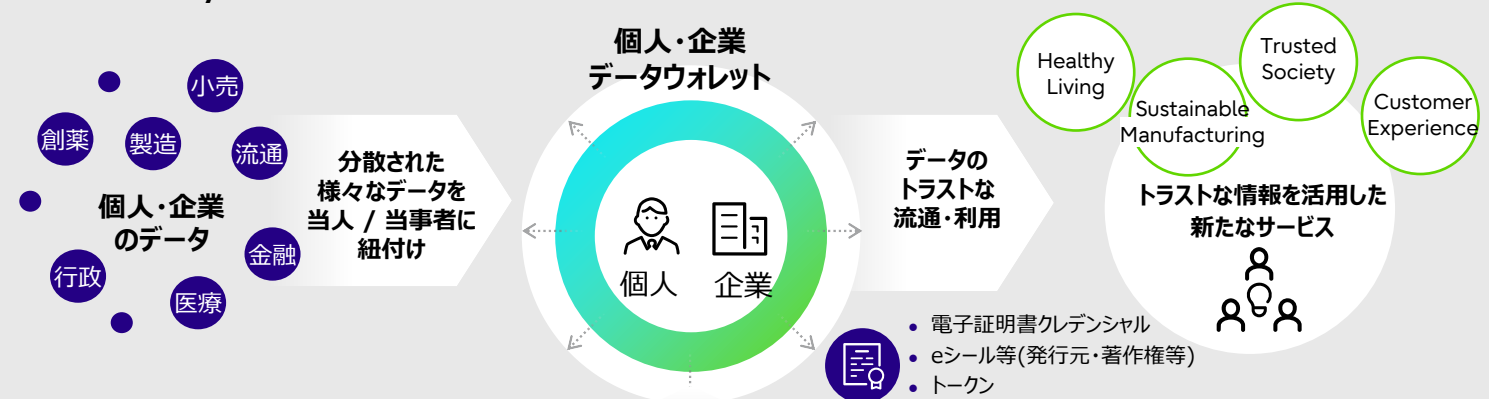 小売
創薬
製造
流通
個人・企業
のデータ
行政
金融
医療
分散された
様々なデータを
当人 / 当事者に
紐付け
個人・企業
データウォレット
個人
企業
データの
トラストな
流通・利用
電子証明書クレデンシャル
eシール等(発行元・著作権等)
トークン
Healthy
Living
Sustainable
Manufacturing
Trusted
Society
Customer
Experience
トラストな情報を活用した
新たなサービス